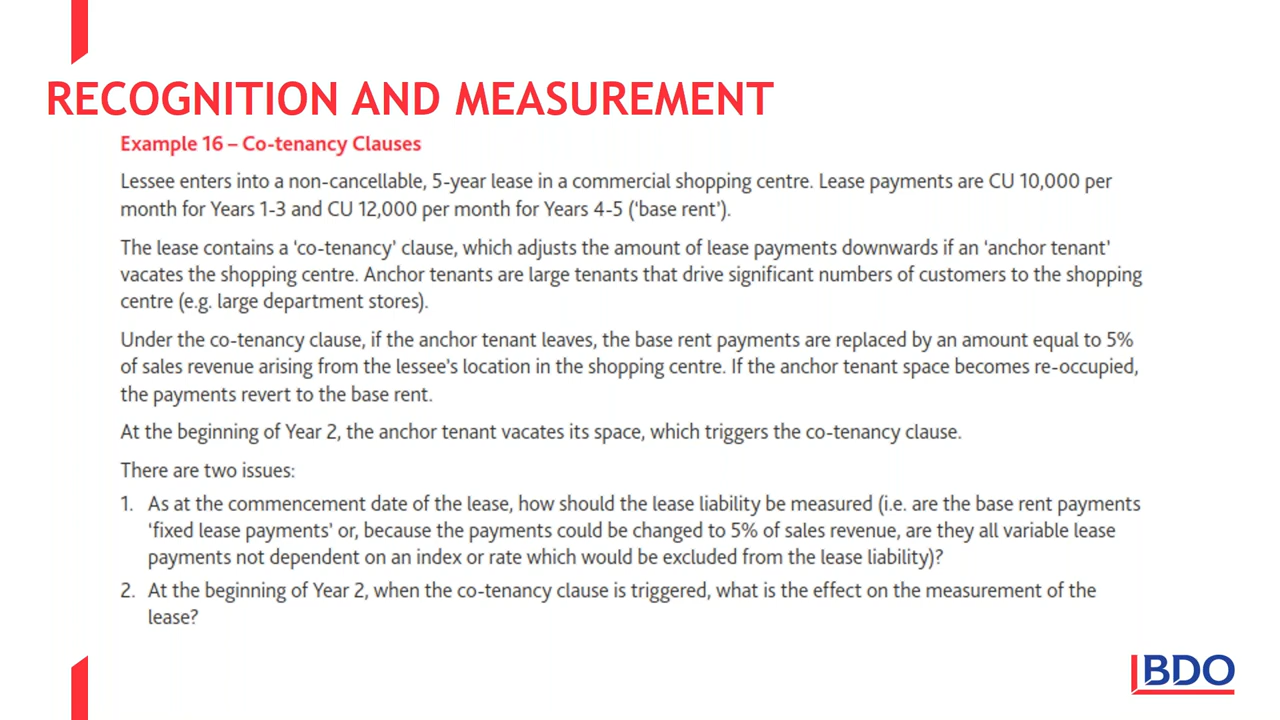 RECOGNITION AND MEASUREMENT
Example 16 – Co-tenancy Clauses
Lessee enters into a non-cancellable, 5-year lease in a commercial shopping centre. Lease payments are CU 10,000 per
month for Years 1-3 and CU 12,000 per month for Years 4-5 ('base rent').
The lease contains a 'co-tenancy' clause, which adjusts the amount of lease payments downwards if an 'anchor tenant'
vacates the shopping centre. Anchor tenants are large tenants that drive significant numbers of customers to the shopping
centre (e.g. large department stores).
Under the co-tenancy clause, if the anchor tenant leaves, the base rent payments are replaced by an amount equal to 5%
of sales revenue arising from the lessee's location in the shopping centre. If the anchor tenant space becomes re-occupied,
the payments revert to the base rent.
At the beginning of Year 2, the anchor tenant vacates its space, which triggers the co-tenancy clause.
There are two issues:
1. As at the commencement date of the lease, how should the lease liability be measured (i.e. are the base rent payments
'fixed lease payments' or, because the payments could be changed to 5% of sales revenue, are they all variable lease
payments not dependent on an index or rate which would be excluded from the lease liability)?
2. At the beginning of Year 2, when the co-tenancy clause is triggered, what is the effect on the measurement of the
lease?
BDO